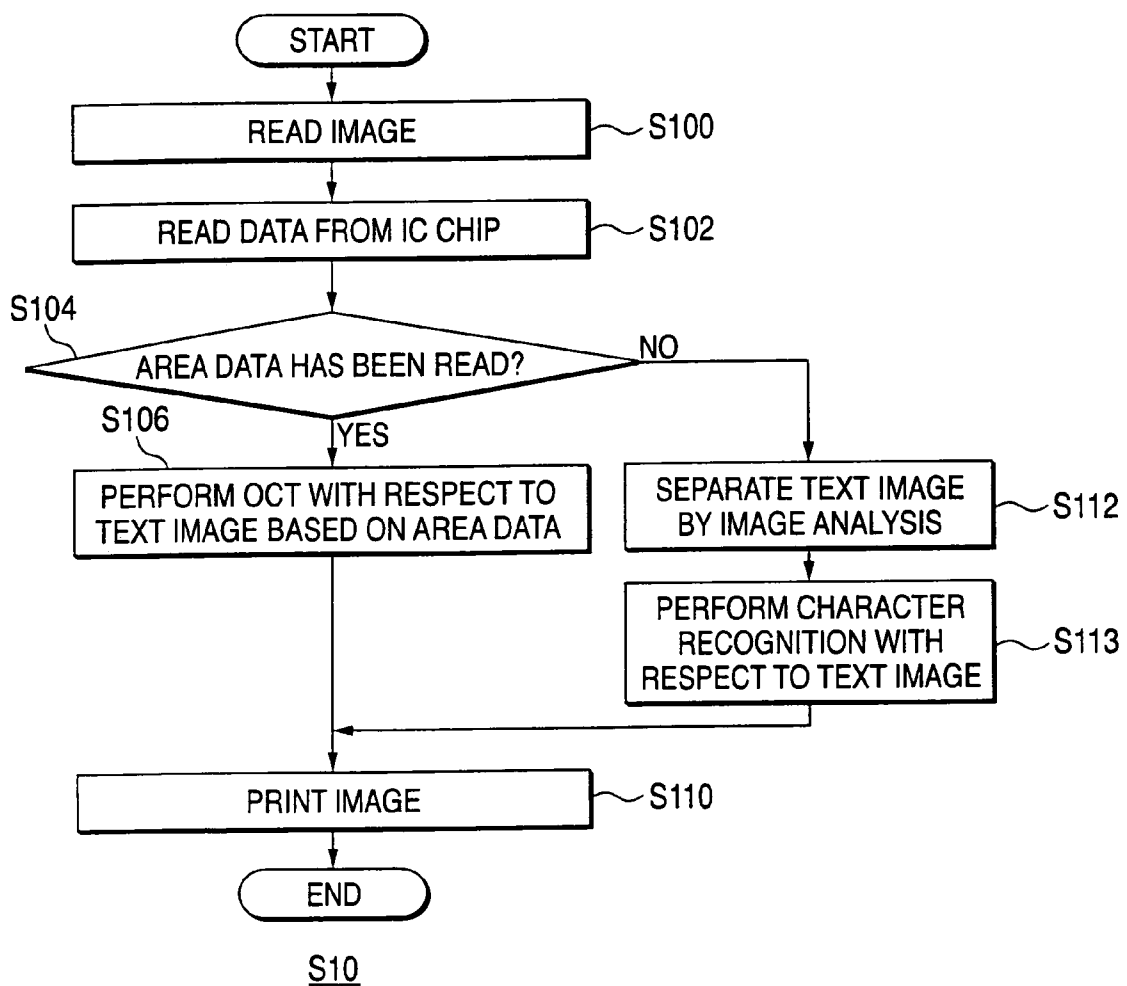 START
READ IMAGE
S100
READ DATA FROM IC CHIP
S102
S104
AREA DATA HAS BEEN READ?
NO
S106
YES
PERFORM OCT WITH RESPECT TO
TEXT IMAGE BASED ON AREA DATA
SEPARATE TEXT IMAGE
BY IMAGE ANALYSIS
S112
PERFORM CHARACTER
RECOGNITION WITH
RESPECT TO TEXT IMAGE
S113
PRINT IMAGE
S110
END
S10